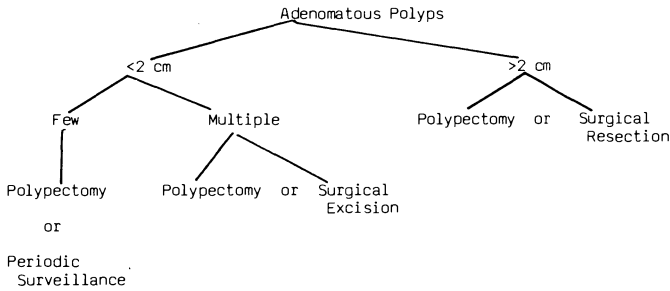 Adenomatous Polyps
<2 cm >2 cm
Few Multiple Polypectomy or Surgical
Resection
Polypectomy Polypectomy or Surgical
Excision
or
Periodic
Surveillance